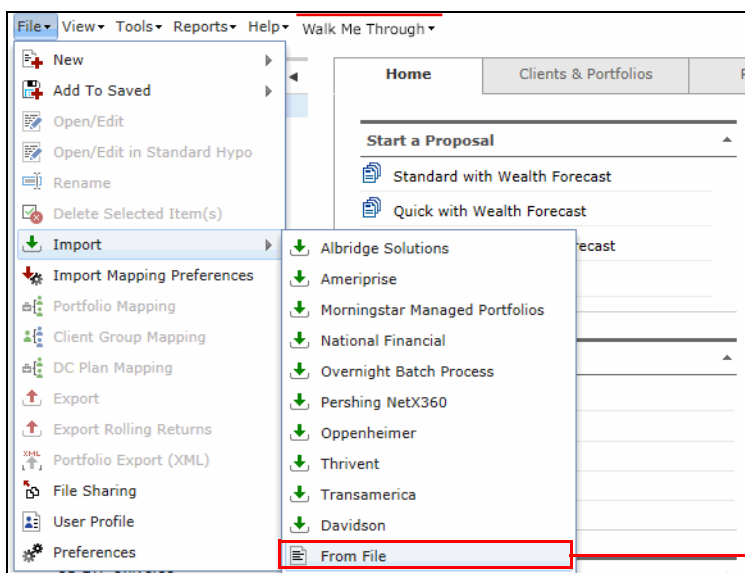 File View Tools Reports Help Walk Me Through
New
Add To Saved
Open/Edit
Open/Edit in Standard Hypo
Rename
Delete Selected Item(s)
Import
Import Mapping Preferences
Portfolio Mapping
Client Group Mapping
DC Plan Mapping
Export
Export Rolling Returns
XML
Portfolio Export (XML)
File Sharing
User Profile
Preferences
Albridge Solutions
Ameriprise
Morningstar Managed Portfolios
National Financial
Overnight Batch Process
Pershing NetX360
Oppenheimer
Thrivent
Transamerica
Davidson
From File
Home Clients & Portfolios
Start a Proposal
Standard with Wealth Forecast
Quick with Wealth Forecast
recast